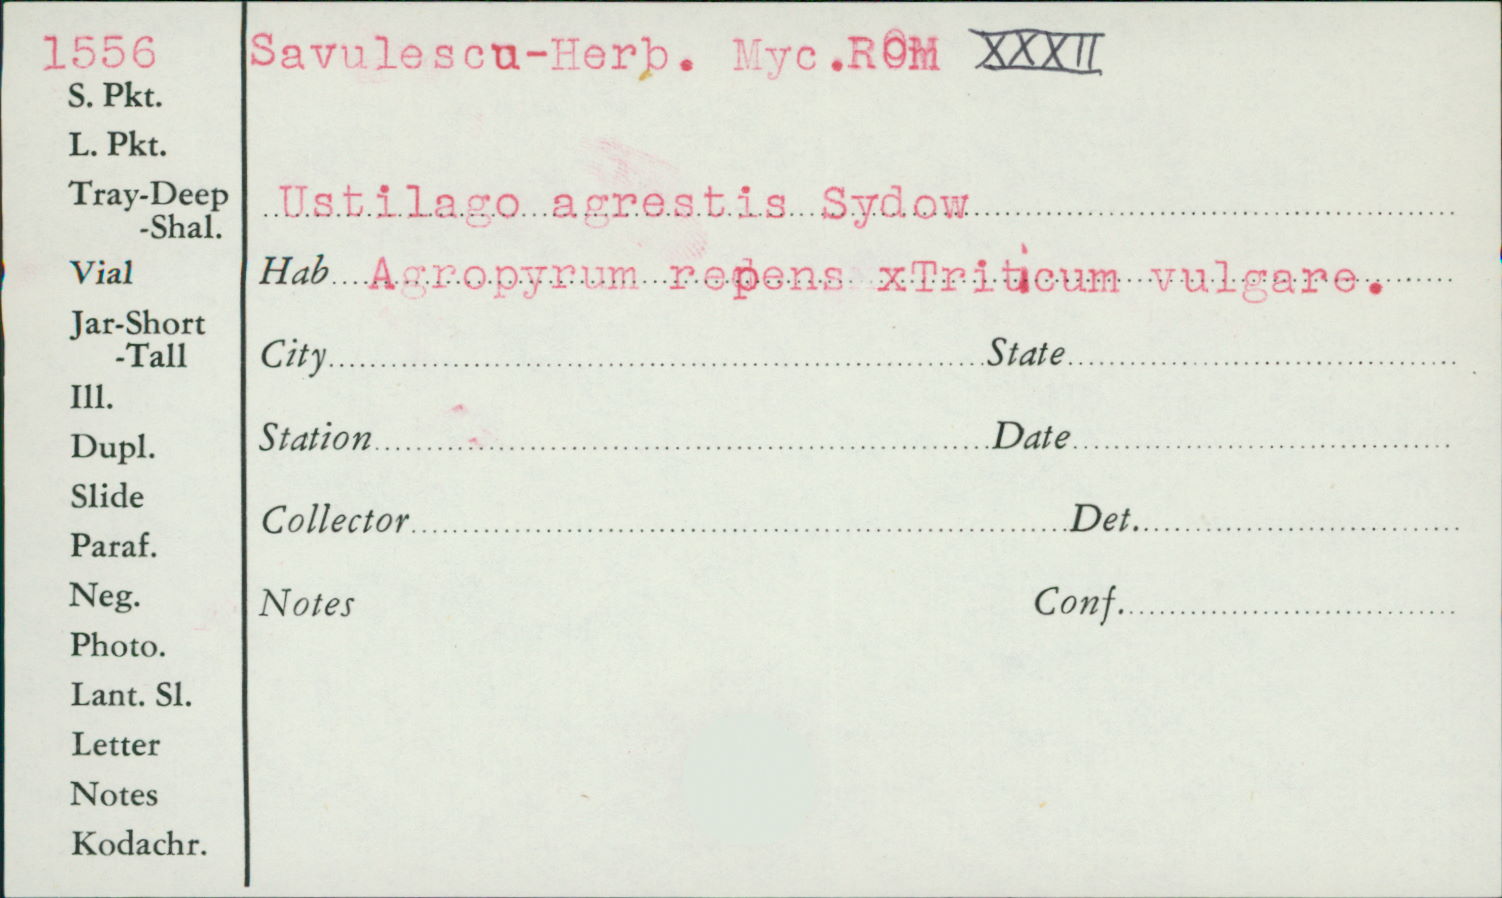 1556
Savulescu-Herb. Myc.ROM XXXII
S. Pkt.
L. Pkt.
Tray-Deep
-Shal.
Vial
Jar-Short
-Tall
Ill.
Dupl.
Slide
Paraf.
Neg.
Photo.
Lant. Sl.
Letter
Notes
Kodachr.
Ustilago agrestis Sydow
Hab. Agropyrum repens xTriticum vulgare.
City State
Station Date
Collector Det.
Notes Conf.